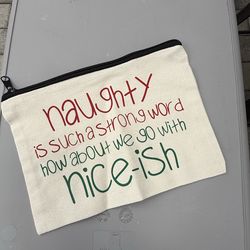 naughty
is such a strong word
how about we go with
nice-ish